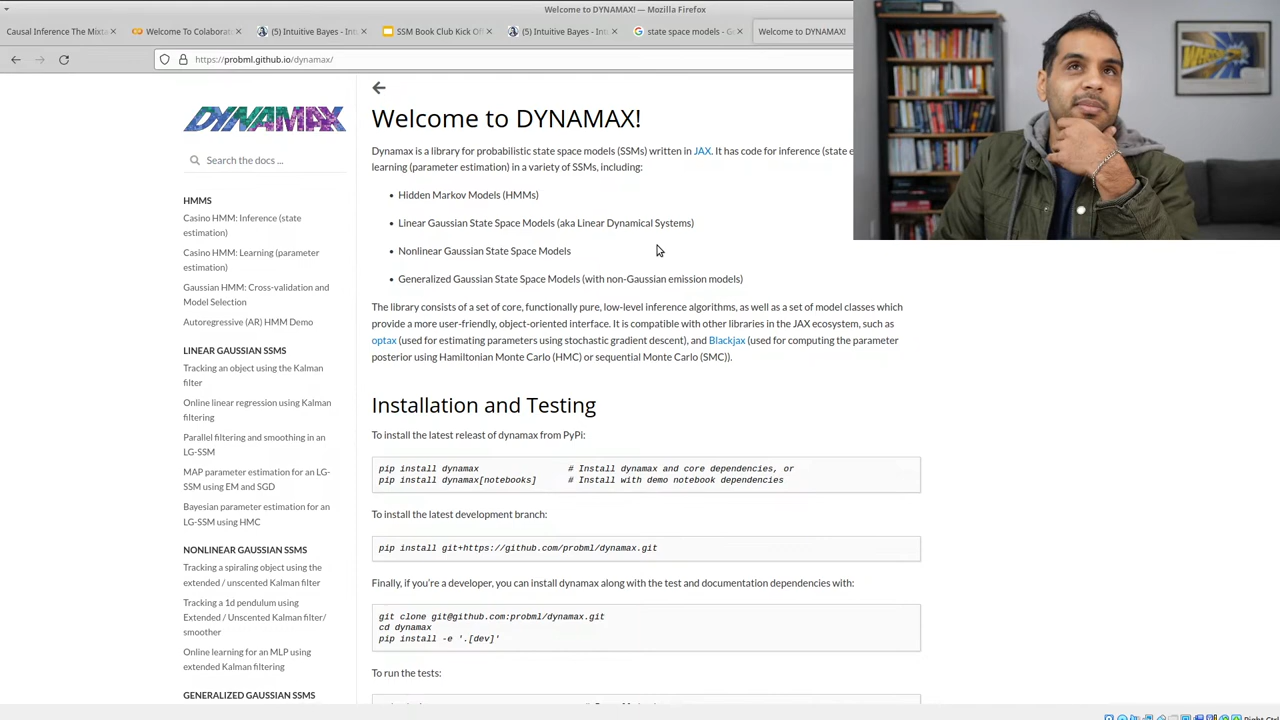 Welcome to DYNAMAX! — Mozilla Firefox
Causal Inference The Mixta
Welcome To Colaborat
(5) Intuitive Bayes - In
SSM Book Club Kick Of
(5) Intuitive Bayes - In
state space models - G
Welcome to DYNAMAX!
https://probml.github.io/dynamax/
DYNAMAX
Search the docs ...
HMMS
Casino HMM: Inference (state
estimation)
Casino HMM: Learning (parameter
estimation)
Gaussian HMM: Cross-validation and
Model Selection
Autoregressive (AR) HMM Demo
LINEAR GAUSSIAN SSMS
Tracking an object using the Kalman
filter
Online linear regression using Kalman
filtering
Parallel filtering and smoothing in an
LG-SSM
MAP parameter estimation for an LG-
SSM using EM and SGD
Bayesian parameter estimation for an
LG-SSM using HMC
NONLINEAR GAUSSIAN SSMS
Tracking a spiraling object using the
extended / unscented Kalman filter
Tracking a 1d pendulum using
Extended / Unscented Kalman filter/
smoother
Online learning for an MLP using
extended Kalman filtering
GENERALIZED GAUSSIAN SSMS
Welcome to DYNAMAX!
Dynamax is a library for probabilistic state space models (SSMs) written in JAX. It has code for inference (state e
learning (parameter estimation) in a variety of SSMs, including:
• Hidden Markov Models (HMMs)
• Linear Gaussian State Space Models (aka Linear Dynamical Systems)
• Nonlinear Gaussian State Space Models
• Generalized Gaussian State Space Models (with non-Gaussian emission models)
The library consists of a set of core, functionally pure, low-level inference algorithms, as well as a set of model classes which
provide a more user-friendly, object-oriented interface. It is compatible with other libraries in the JAX ecosystem, such as
optax (used for estimating parameters using stochastic gradient descent), and Blackjax (used for computing the parameter
posterior using Hamiltonian Monte Carlo (HMC) or sequential Monte Carlo (SMC)).
Installation and Testing
To install the latest releast of dynamax from PyPi:
pip install dynamax # Install dynamax and core dependencies, or
pip install dynamax[notebooks] # Install with demo notebook dependencies
To install the latest development branch:
pip install git+https://github.com/probml/dynamax.git
Finally, if you're a developer, you can install dynamax along with the test and documentation dependencies with:
git clone git@github.com:probml/dynamax.git
cd dynamax
pip install -e '.[dev]'
To run the tests:
Right Ctrl